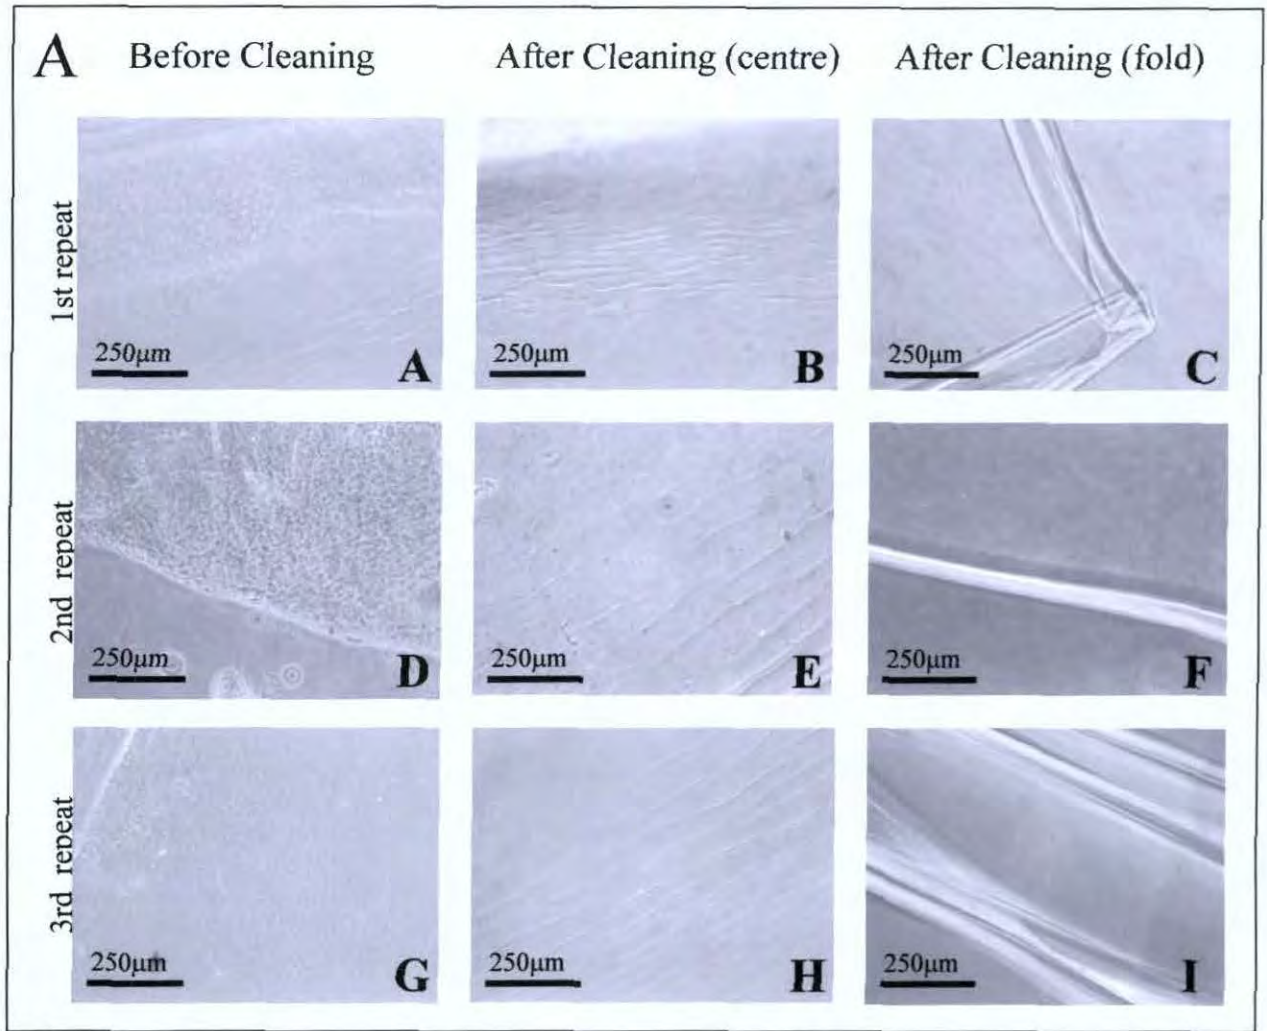 A
Before Cleaning
After Cleaning (centre)
After Cleaning (fold)
1st repeat
250µm
A
250µm
B
250µm
C
2nd repeat
250µm
D
250µm
E
250µm
F
3rd repeat
250µm
G
250µm
H
250µm
I